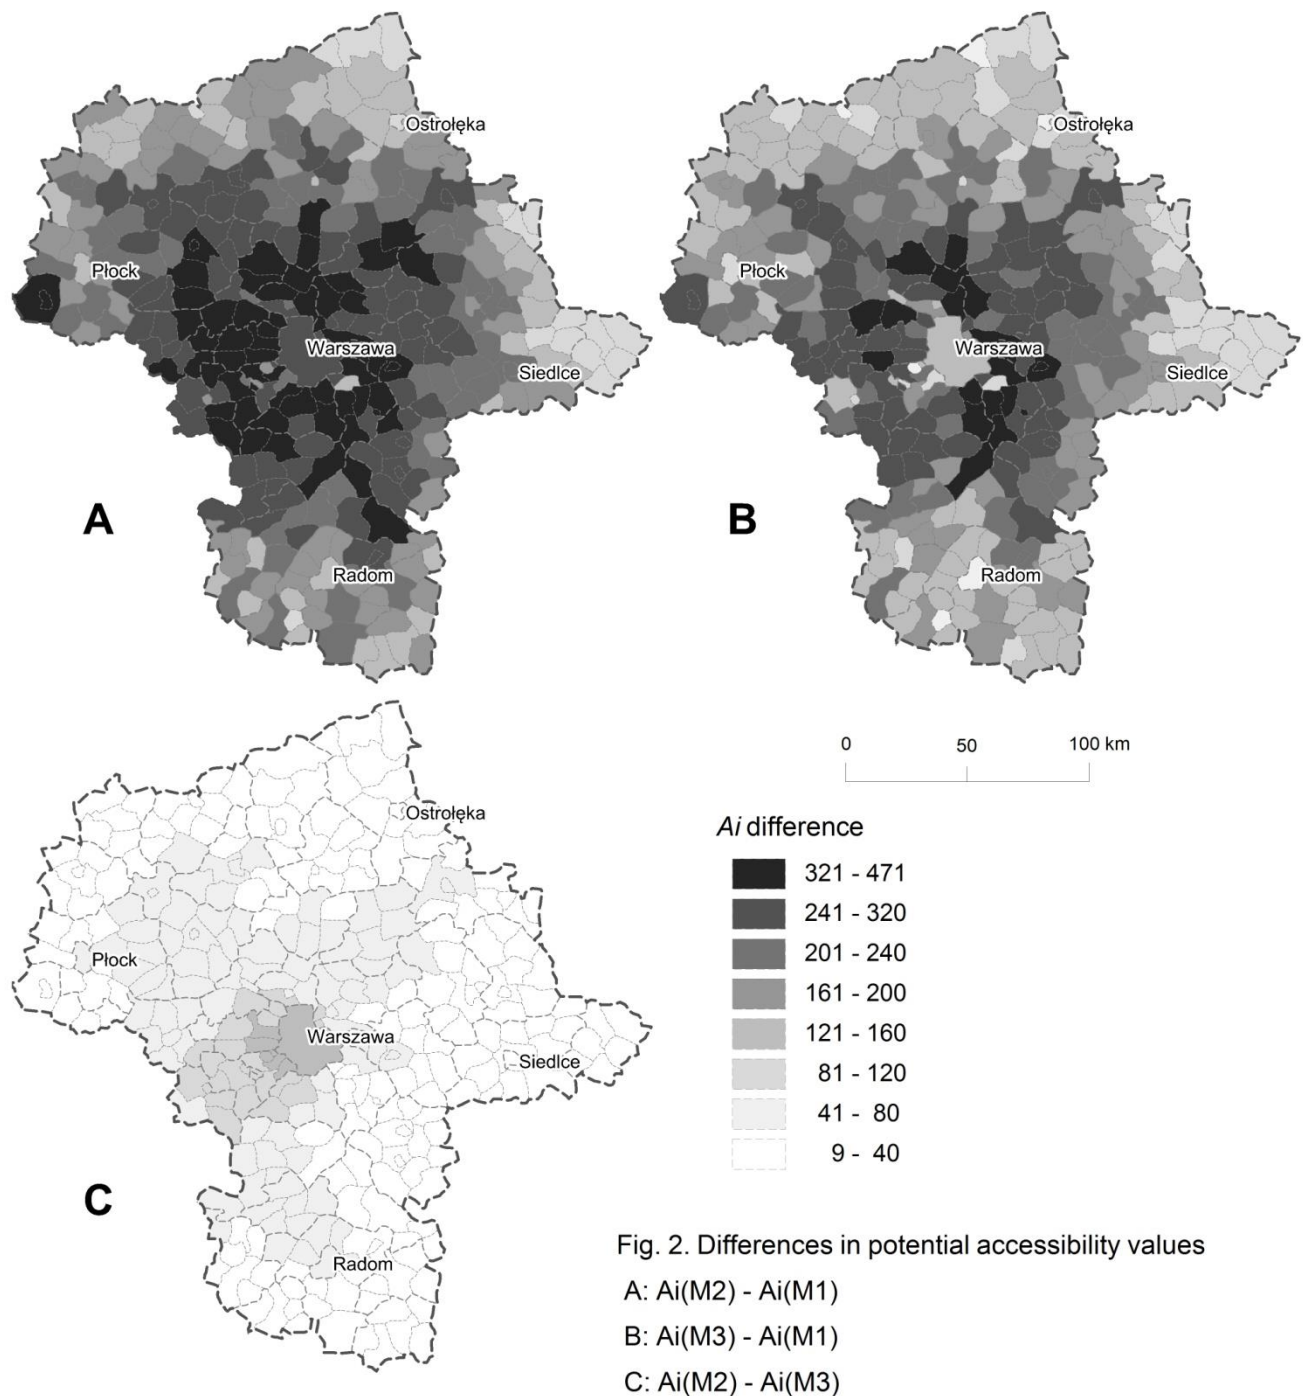 Ostrołęka
Płock
Warszawa
Siedlce
A
Radom
Ostrołęka
Płock
Warszawa
Siedlce
B
Radom
Ostrołęka
Płock
Warszawa
Siedlce
C
Radom
0 50 100 km
Ai difference
321 - 471
241 - 320
201 - 240
161 - 200
121 - 160
81 - 120
41 - 80
9 - 40
Fig. 2. Differences in potential accessibility values
A: Ai(M2) - Ai(M1)
B: Ai(M3) - Ai(M1)
C: Ai(M2) - Ai(M3)